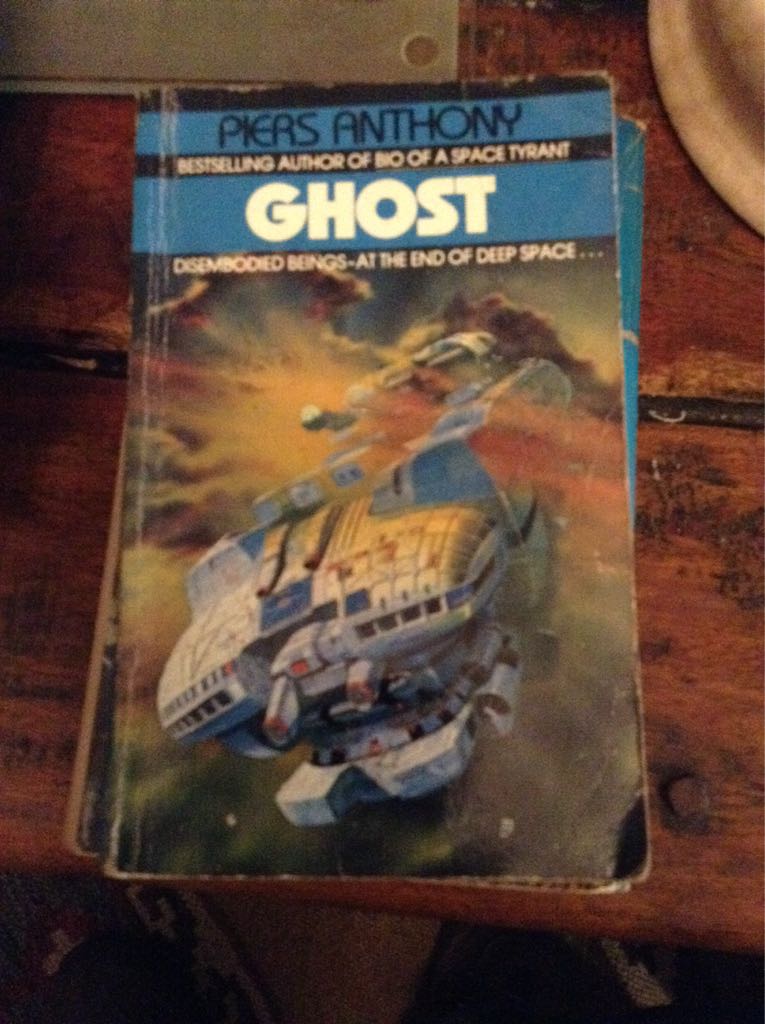 PIERS ANTHONY
BESTSELLING AUTHOR OF BIO OF A SPACE TYRANT
GHOST
DISEMBODIED BEINGS-AT THE END OF DEEP SPACE...